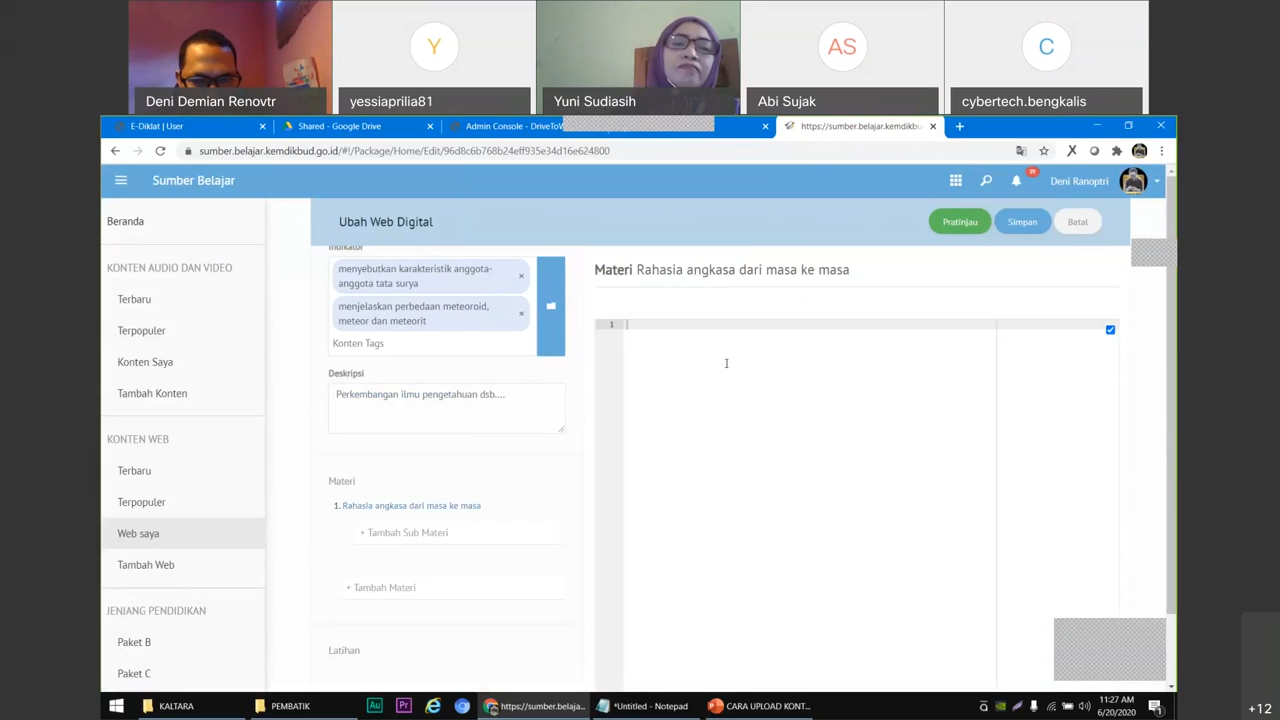 Y
AS
C
Deni Demian Renovtr
yessiaprilia81
Yuni Sudiasih
Abi Sujak
cybertech.bengkalis
E-Diklat | User
Shared - Google Drive
Admin Console - DriveToW
https://sumber.belajar.kemdikbu
sumber.belajar.kemdikbud.go.id/#!/Package/Home/Edit/96d8c6b768b24eff935e34d16e624800
Sumber Belajar
Deni Ranoptri
Beranda
KONTEN AUDIO DAN VIDEO
Terbaru
Terpopuler
Konten Saya
Tambah Konten
KONTEN WEB
Terbaru
Terpopuler
Web saya
Tambah Web
JENJANG PENDIDIKAN
Paket B
Paket C
Ubah Web Digital
Pratinjau
Simpan
Batal
Indikator
menyebutkan karakteristik anggota-
anggota tata surya
menjelaskan perbedaan meteoroid,
meteor dan meteorit
Konten Tags
Deskripsi
Perkembangan ilmu pengetahuan dsb....
Materi
1. Rahasia angkasa dari masa ke masa
+ Tambah Sub Materi
+ Tambah Materi
Latihan
Materi Rahasia angkasa dari masa ke masa
1
KALTARA
PEMBATIK
Au
Pr
https://sumber.belaja...
*Untitled - Notepad
CARA UPLOAD KONT...
11:27 AM
6/20/2020
+12